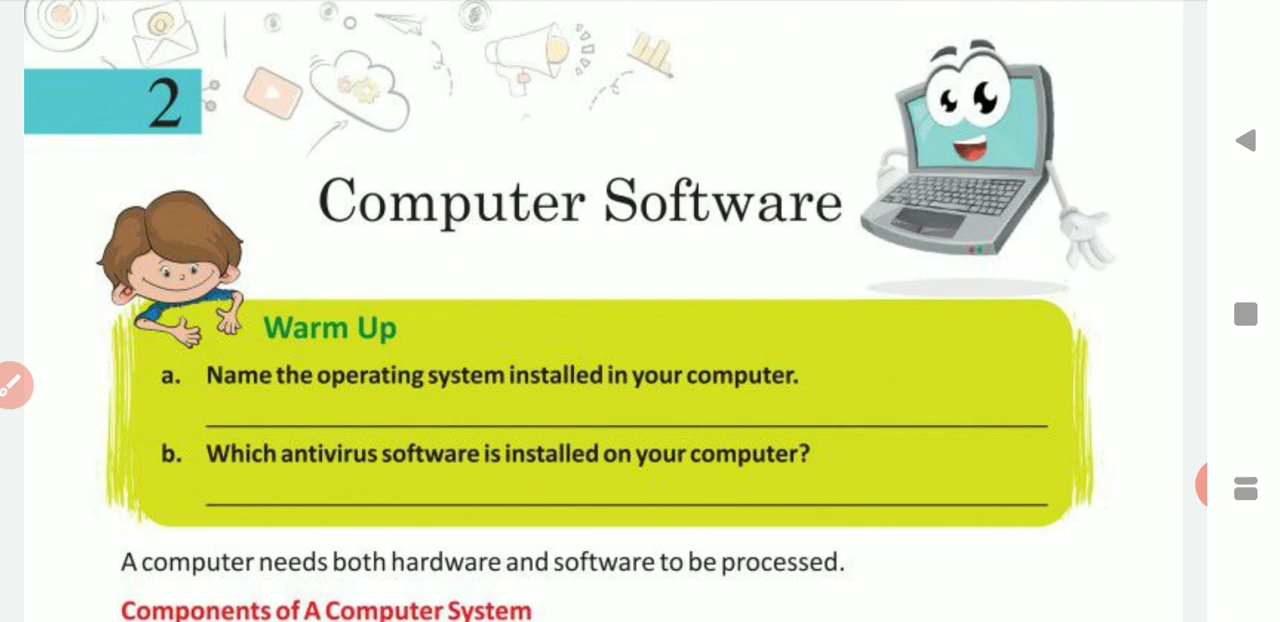 2
Computer Software
Warm Up
a. Name the operating system installed in your computer.
b. Which antivirus software is installed on your computer?
A computer needs both hardware and software to be processed.
Components of A Computer System